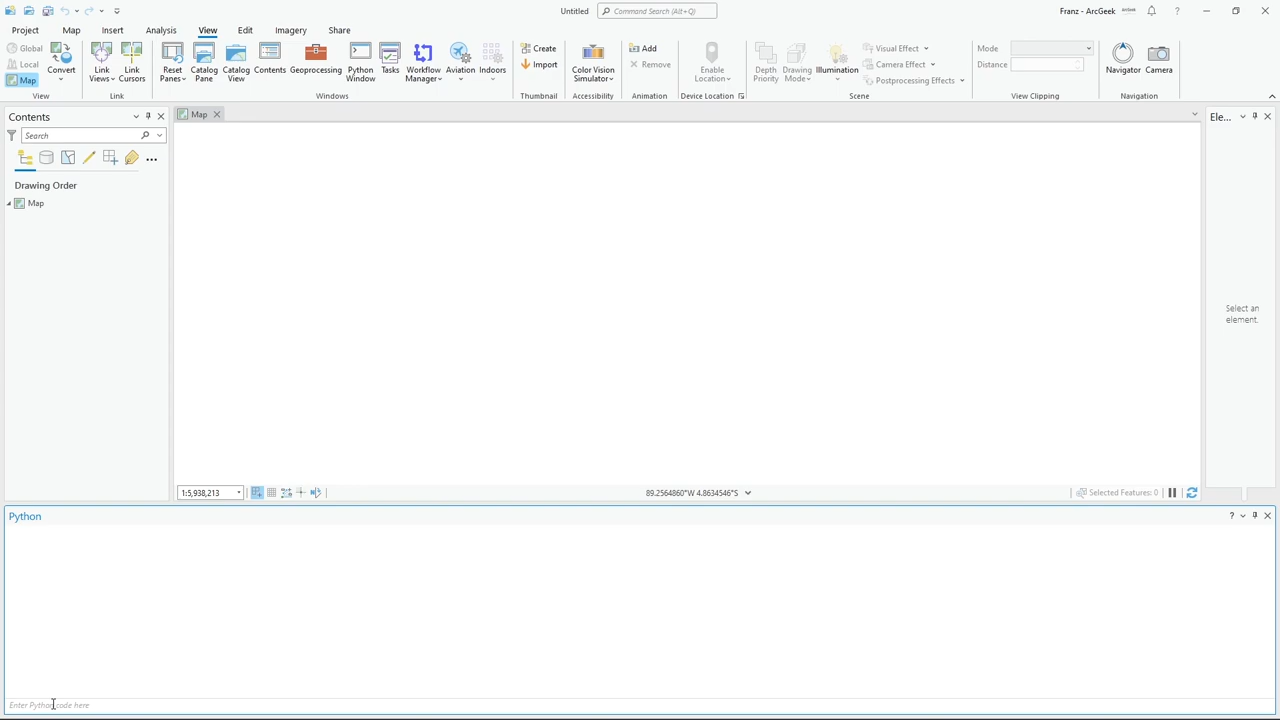 Untitled
Command Search (Alt+Q)
Franz - ArcGeek
ArcGeek
?
Project Map Insert Analysis View Edit Imagery Share
Global
Local
Map
Convert
View
Link Views
Link Cursors
Link
Reset Panes
Catalog Pane
Catalog View
Contents
Geoprocessing
Python Window
Tasks
Workflow Manager
Aviation
Indoors
Windows
Create
Import
Thumbnail
Color Vision Simulator
Accessibility
Add
Remove
Animation
Enable Location
Device Location
Depth Priority
Drawing Mode
Illumination
Visual Effect
Camera Effect
Postprocessing Effects
Scene
Mode
Distance
View Clipping
Navigator
Camera
Navigation
Contents
Search
Drawing Order
Map
Map
Ele...
Select an
element.
1:5,938,213
89.2564860°W 4.8634546°S
Selected Features: 0
Python
?
Enter Python code here